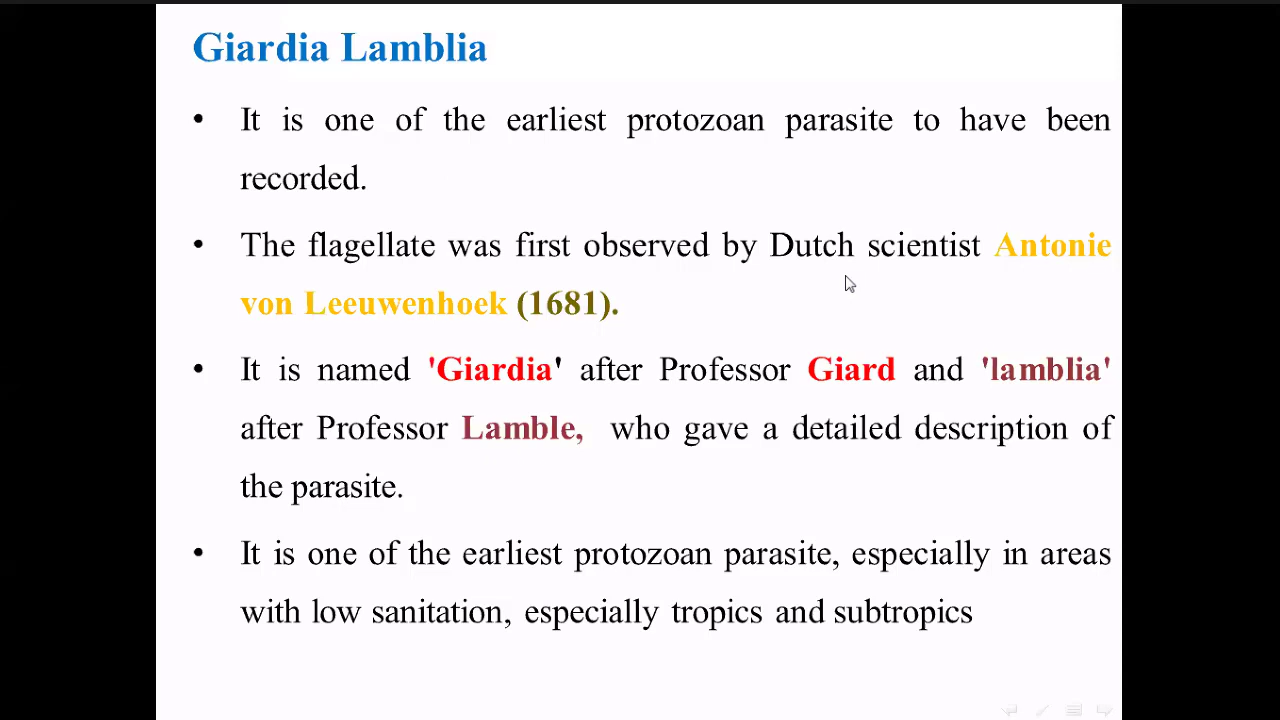 Giardia Lamblia
• It is one of the earliest protozoan parasite to have been
recorded.
• The flagellate was first observed by Dutch scientist Antonie
von Leeuwenhoek (1681).
• It is named 'Giardia' after Professor Giard and 'lamblia'
after Professor Lamble, who gave a detailed description of
the parasite.
• It is one of the earliest protozoan parasite, especially in areas
with low sanitation, especially tropics and subtropics